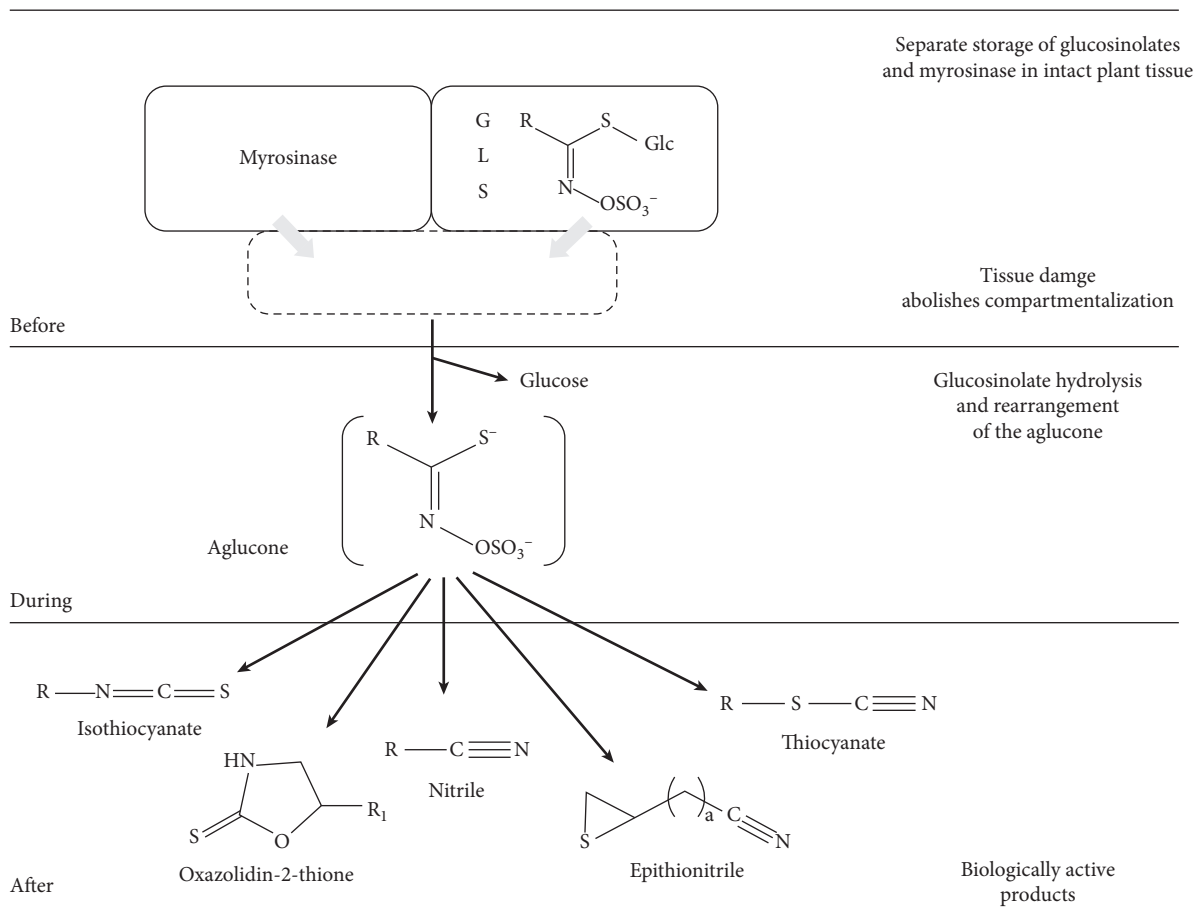 Separate storage of glucosinolates
and myrosinase in intact plant tissue
Myrosinase
G
L
S
R
S
Glc
N
OSO3−
Tissue damge
abolishes compartmentalization
Before
Glucose
Glucosinolate hydrolysis
and rearrangement
of the aglucone
R
S−
N
OSO3−
Aglucone
During
R
N
C
S
Isothiocyanate
R
S
C
N
Thiocyanate
R
C
N
Nitrile
HN
S
O
R1
Oxazolidin-2-thione
S
( )a
C
N
Epithionitrile
After
Biologically active
products